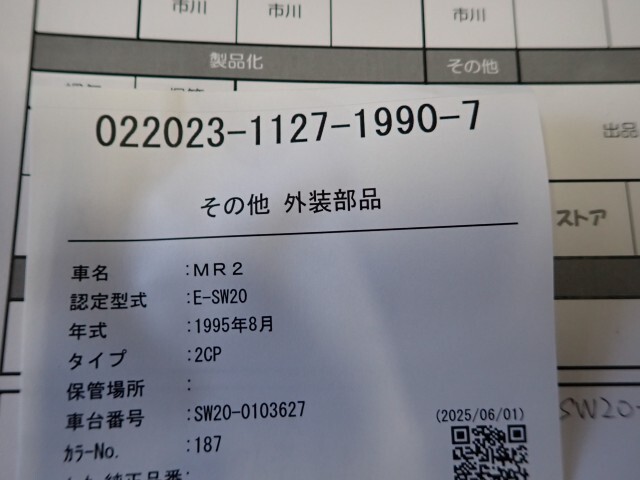 市川
市川
市川
製品化
その他
022023-1127-1990-7
出品
その他 外装部品
ストア
車名 :MR2
認定型式 :E-SW20
年式 :1995年8月
タイプ :2CP
保管場所 :
車台番号 :SW20-0103627
(2025/06/01)
SW20-
カラーNo. :187